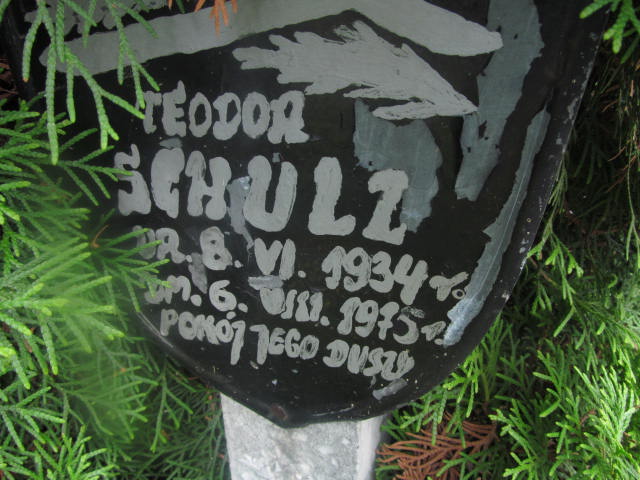 TEODOR
SCHULZ
UR. 8. VI. 1934 r.
ZM. 6. VIII. 1975 r.
POKÓJ JEGO DUSZY